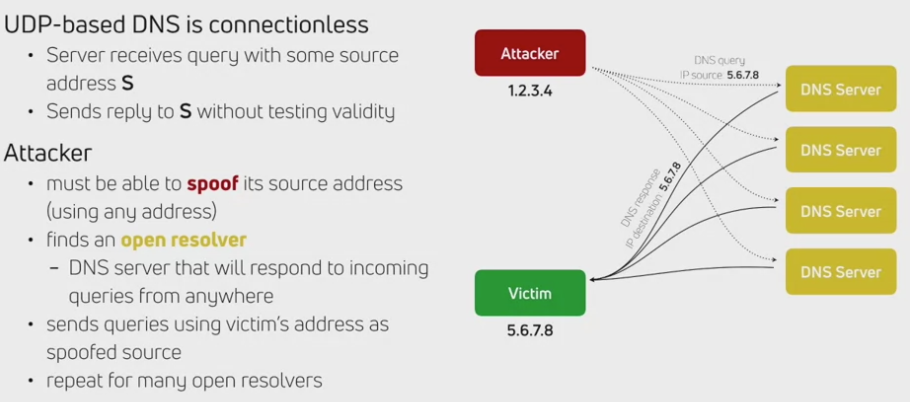 UDP-based DNS is connectionless
• Server receives query with some source
address S
• Sends reply to S without testing validity
Attacker
• must be able to spoof its source address
(using any address)
• finds an open resolver
– DNS server that will respond to incoming
queries from anywhere
• sends queries using victim's address as
spoofed source
• repeat for many open resolvers
Attacker
1.2.3.4
DNS query
IP source 5.6.7.8
DNS Server
DNS Server
DNS Server
DNS Server
DNS response
IP destination 5.6.7.8
Victim
5.6.7.8